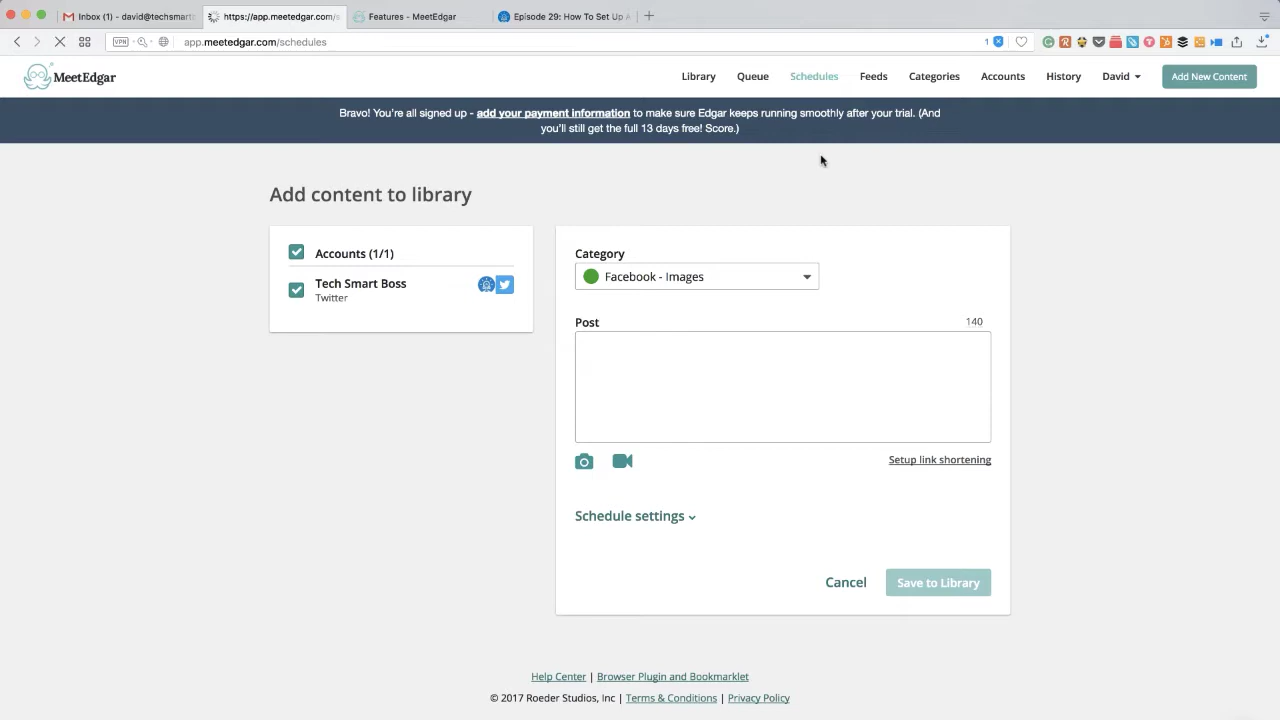 Inbox (1) - david@techsmart
https://app.meetedgar.com/s
Features - MeetEdgar
Episode 29: How To Set Up A
VPN
app.meetedgar.com/schedules
1
MeetEdgar
Library
Queue
Schedules
Feeds
Categories
Accounts
History
David
Add New Content
Bravo! You're all signed up - add your payment information to make sure Edgar keeps running smoothly after your trial. (And
you'll still get the full 13 days free! Score.)
Add content to library
Accounts (1/1)
Tech Smart Boss
Twitter
Category
Facebook - Images
Post
140
Setup link shortening
Schedule settings
Cancel
Save to Library
Help Center | Browser Plugin and Bookmarklet
© 2017 Roeder Studios, Inc | Terms & Conditions | Privacy Policy